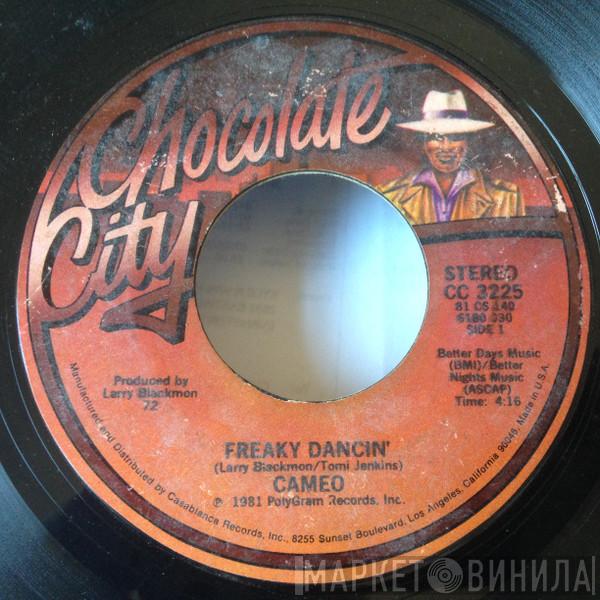 Chocolate
City
STEREO
CC 3225
81 CS 140
6180 030
SIDE 1
Better Days Music
(BMI)/Better
Nights Music
(ASCAP)
Time: 4:16
Produced by
Larry Blackmon
72
FREAKY DANCIN'
(Larry Blackmon/Tomi Jenkins)
CAMEO
℗ 1981 PolyGram Records, Inc.
Manufactured and Distributed by Casablanca Records, Inc., 8255 Sunset Boulevard, Los Angeles, California 90046, Made in U.S.A.
МАРКЕТ ВИНИЛА